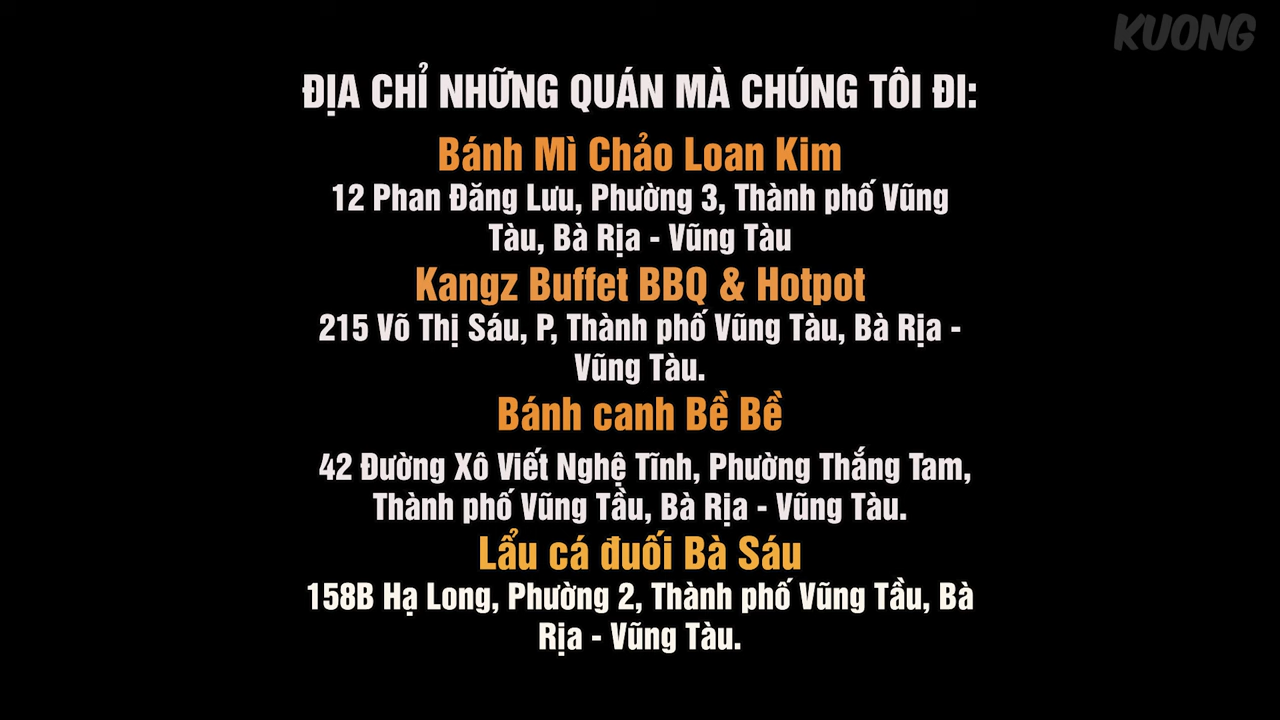 KUONG
ĐỊA CHỈ NHỮNG QUÁN MÀ CHÚNG TÔI ĐI:
Bánh Mì Chảo Loan Kim
12 Phan Đăng Lưu, Phường 3, Thành phố Vũng
Tàu, Bà Rịa - Vũng Tàu
Kangz Buffet BBQ & Hotpot
215 Võ Thị Sáu, P, Thành phố Vũng Tàu, Bà Rịa -
Vũng Tàu.
Bánh canh Bề Bề
42 Đường Xô Viết Nghệ Tĩnh, Phường Thắng Tam,
Thành phố Vũng Tầu, Bà Rịa - Vũng Tàu.
Lẩu cá đuối Bà Sáu
158B Hạ Long, Phường 2, Thành phố Vũng Tầu, Bà
Rịa - Vũng Tàu.